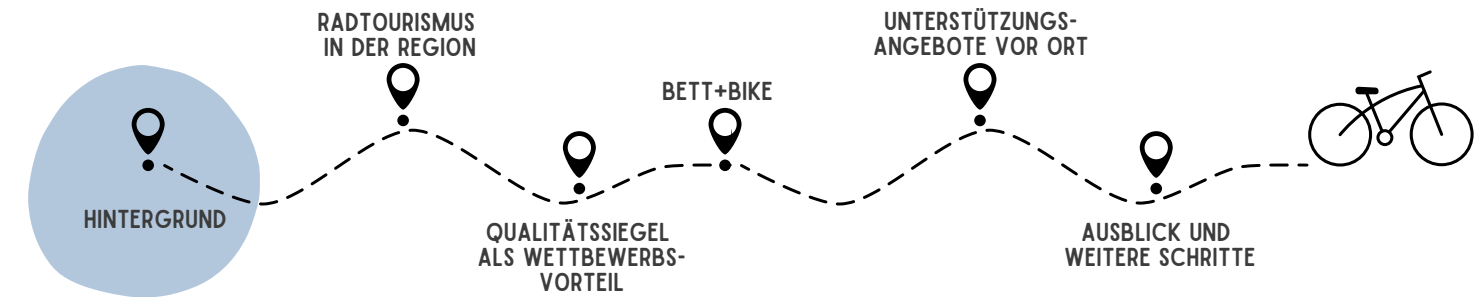 HINTERGRUND
RADTOURISMUS
IN DER REGION
QUALITÄTSSIEGEL
ALS WETTBEWERBS-
VORTEIL
BETT+BIKE
UNTERSTÜTZUNGS-
ANGEBOTE VOR ORT
AUSBLICK UND
WEITERE SCHRITTE